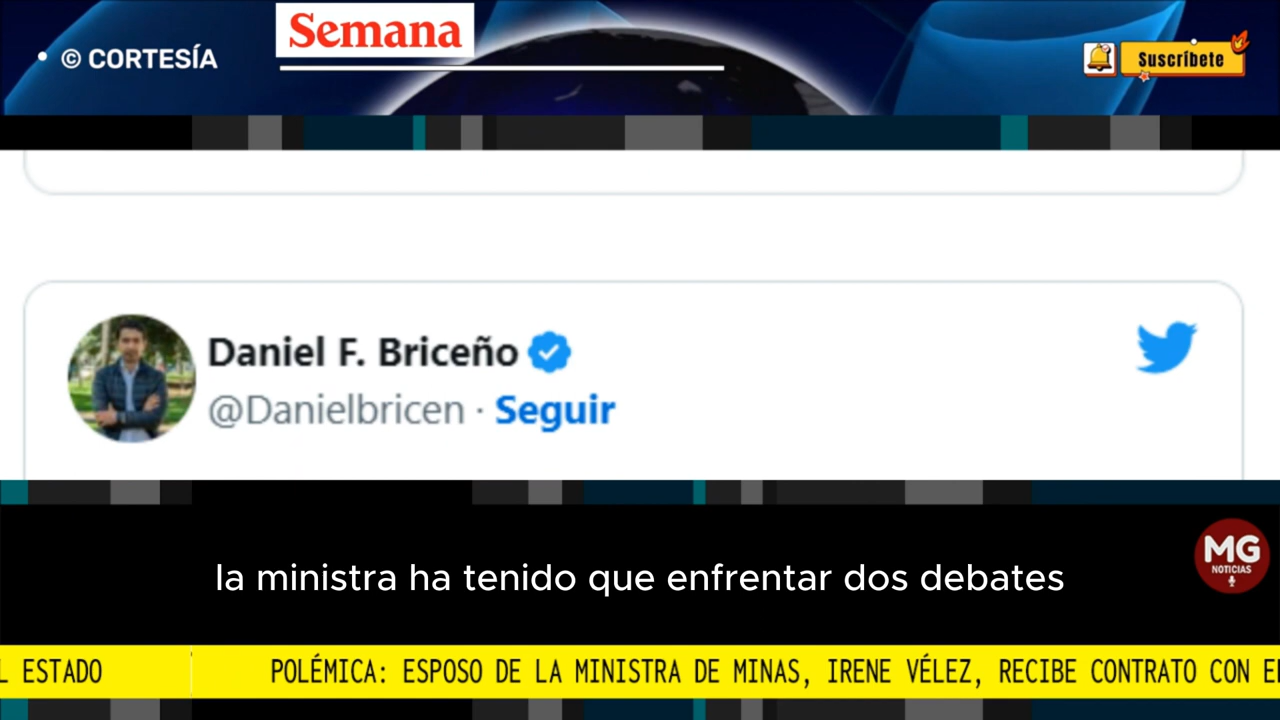 © CORTESÍA
Semana
Suscríbete
Daniel F. Briceño
@Danielbricen · Seguir
la ministra ha tenido que enfrentar dos debates
MG
NOTICIAS
L ESTADO
POLÉMICA: ESPOSO DE LA MINISTRA DE MINAS, IRENE VÉLEZ, RECIBE CONTRATO CON E